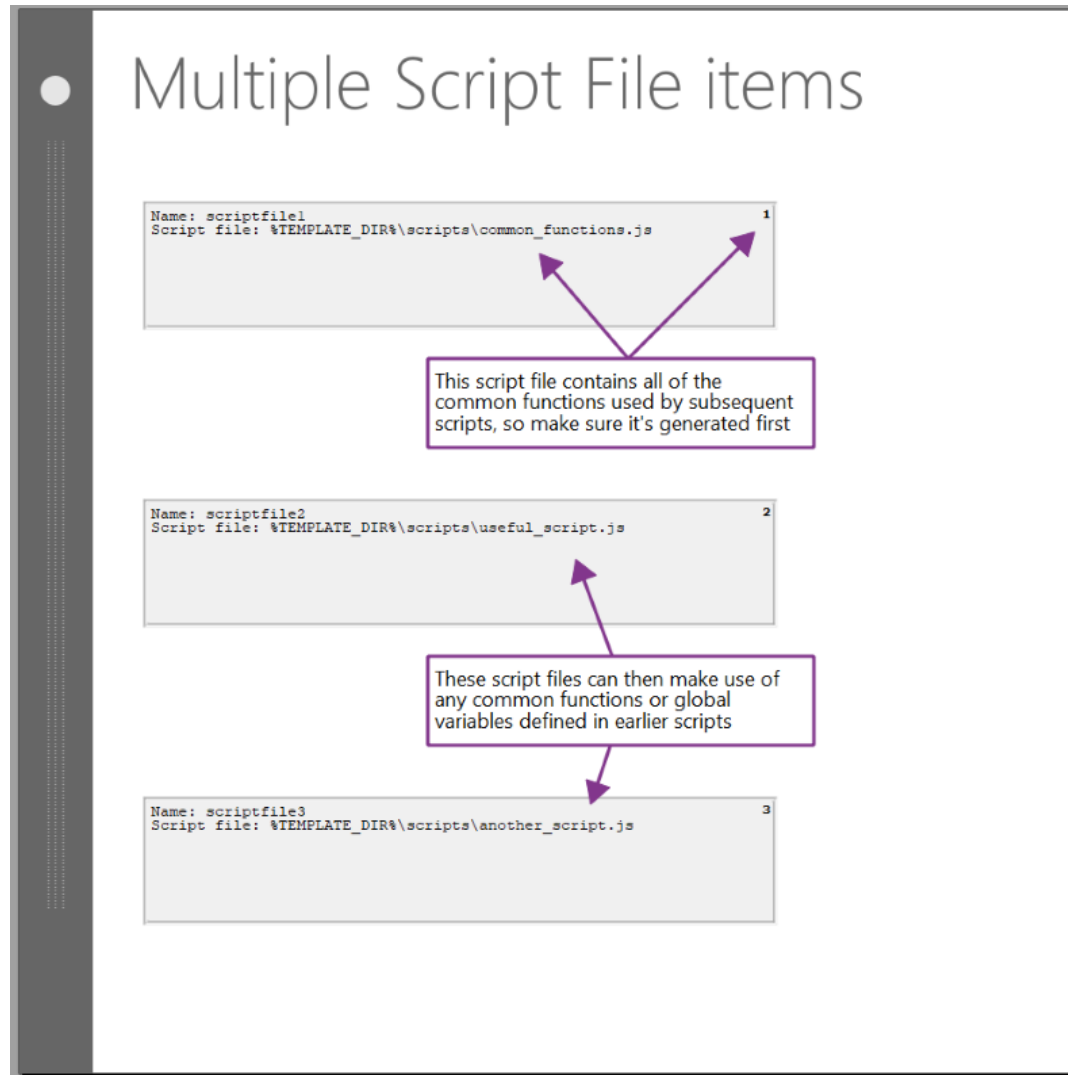 Multiple Script File items
Name: scriptfile1 1
Script file: %TEMPLATE_DIR%\scripts\common_functions.js
This script file contains all of the
common functions used by subsequent
scripts, so make sure it's generated first
Name: scriptfile2 2
Script file: %TEMPLATE_DIR%\scripts\useful_script.js
These script files can then make use of
any common functions or global
variables defined in earlier scripts
Name: scriptfile3 3
Script file: %TEMPLATE_DIR%\scripts\another_script.js